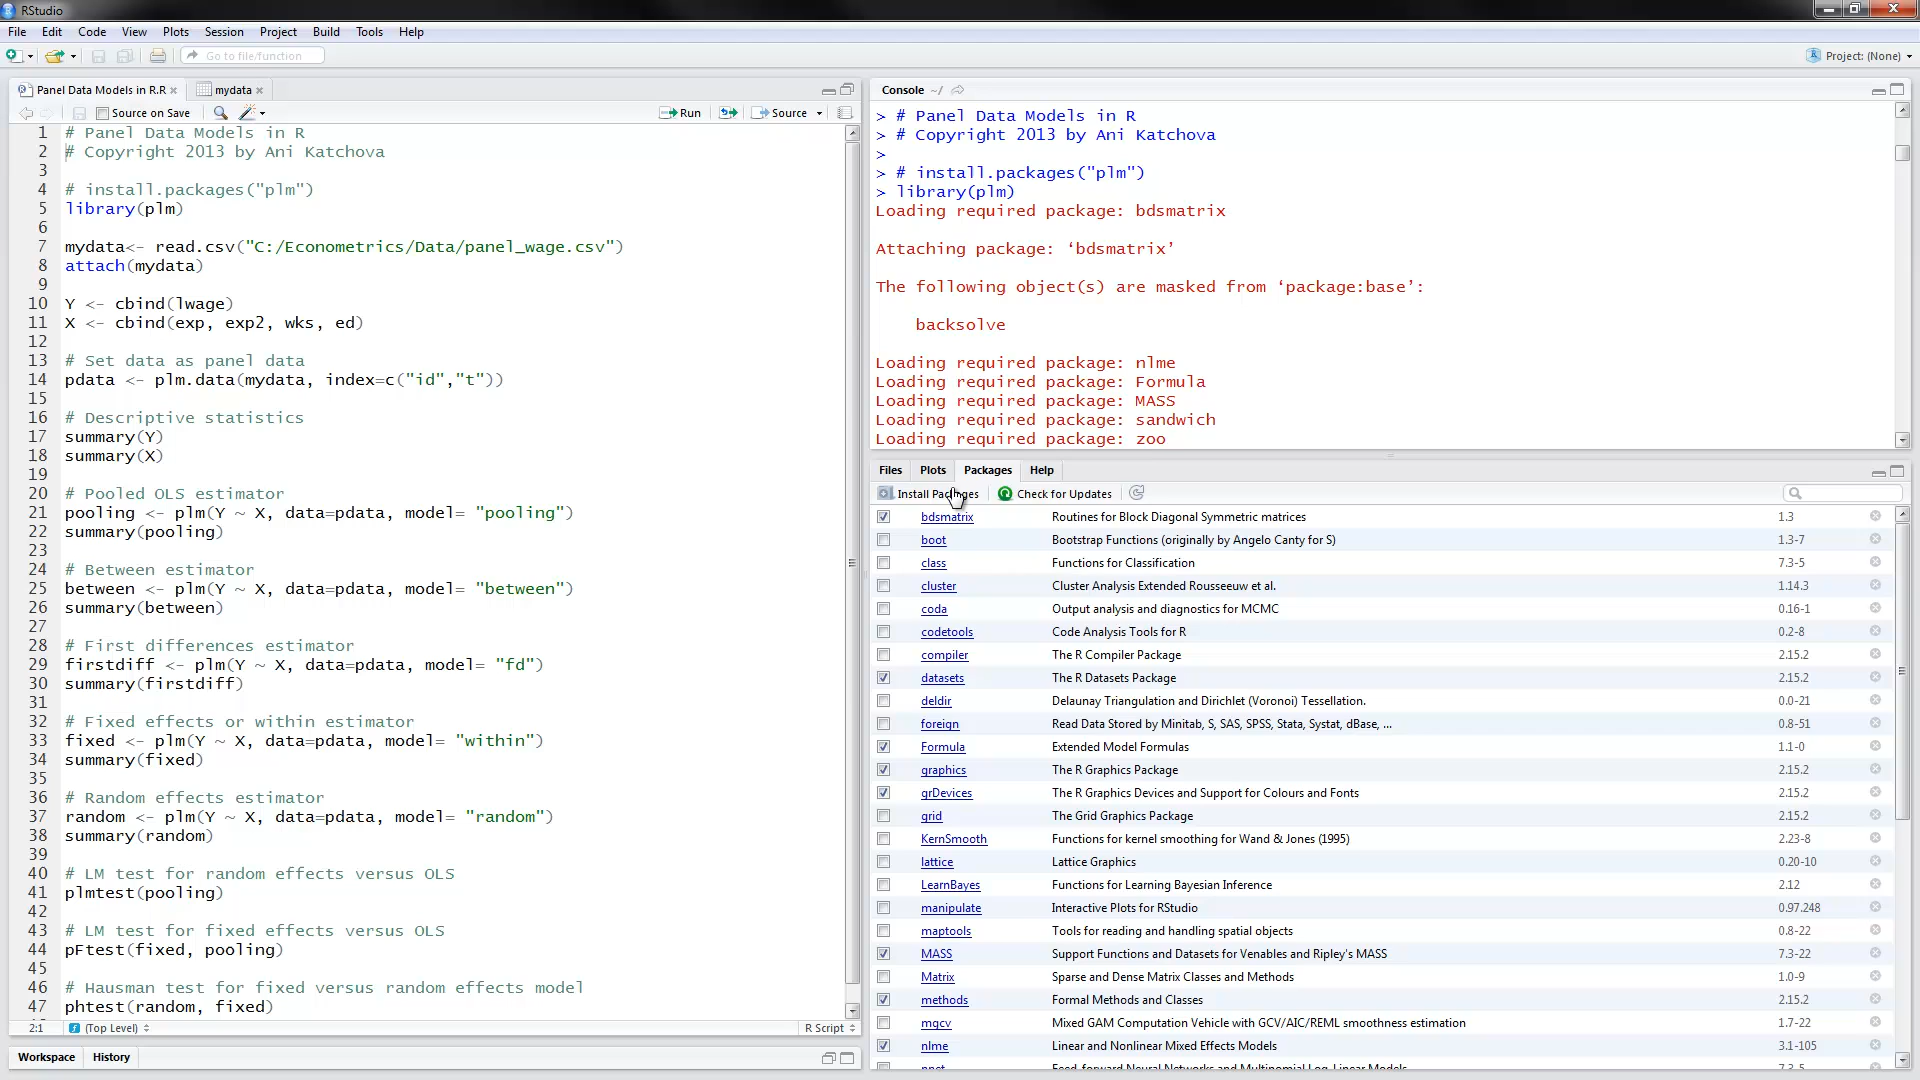 RStudio
File Edit Code View Plots Session Project Build Tools Help
Go to file/function
Project: (None)
Panel Data Models in R.R
mydata
Source on Save
Run
Source
1 # Panel Data Models in R
2 # Copyright 2013 by Ani Katchova
3
4 # install.packages("plm")
5 library(plm)
6
7 mydata<- read.csv("C:/Econometrics/Data/panel_wage.csv")
8 attach(mydata)
9
10 Y <- cbind(lwage)
11 X <- cbind(exp, exp2, wks, ed)
12
13 # Set data as panel data
14 pdata <- plm.data(mydata, index=c("id","t"))
15
16 # Descriptive statistics
17 summary(Y)
18 summary(X)
19
20 # Pooled OLS estimator
21 pooling <- plm(Y ~ X, data=pdata, model= "pooling")
22 summary(pooling)
23
24 # Between estimator
25 between <- plm(Y ~ X, data=pdata, model= "between")
26 summary(between)
27
28 # First differences estimator
29 firstdiff <- plm(Y ~ X, data=pdata, model= "fd")
30 summary(firstdiff)
31
32 # Fixed effects or within estimator
33 fixed <- plm(Y ~ X, data=pdata, model= "within")
34 summary(fixed)
35
36 # Random effects estimator
37 random <- plm(Y ~ X, data=pdata, model= "random")
38 summary(random)
39
40 # LM test for random effects versus OLS
41 plmtest(pooling)
42
43 # LM test for fixed effects versus OLS
44 pFtest(fixed, pooling)
45
46 # Hausman test for fixed versus random effects model
47 phtest(random, fixed)
2:1 (Top Level) R Script
Workspace History
Console ~/
> # Panel Data Models in R
> # Copyright 2013 by Ani Katchova
>
> # install.packages("plm")
> library(plm)
Loading required package: bdsmatrix
Attaching package: ‘bdsmatrix’
The following object(s) are masked from ‘package:base’:
backsolve
Loading required package: nlme
Loading required package: Formula
Loading required package: MASS
Loading required package: sandwich
Loading required package: zoo
Files Plots Packages Help
Install Packages Check for Updates
bdsmatrix Routines for Block Diagonal Symmetric matrices 1.3
boot Bootstrap Functions (originally by Angelo Canty for S) 1.3-7
class Functions for Classification 7.3-5
cluster Cluster Analysis Extended Rousseeuw et al. 1.14.3
coda Output analysis and diagnostics for MCMC 0.16-1
codetools Code Analysis Tools for R 0.2-8
compiler The R Compiler Package 2.15.2
datasets The R Datasets Package 2.15.2
deldir Delaunay Triangulation and Dirichlet (Voronoi) Tessellation. 0.0-21
foreign Read Data Stored by Minitab, S, SAS, SPSS, Stata, Systat, dBase, ... 0.8-51
Formula Extended Model Formulas 1.1-0
graphics The R Graphics Package 2.15.2
grDevices The R Graphics Devices and Support for Colours and Fonts 2.15.2
grid The Grid Graphics Package 2.15.2
KernSmooth Functions for kernel smoothing for Wand & Jones (1995) 2.23-8
lattice Lattice Graphics 0.20-10
LearnBayes Functions for Learning Bayesian Inference 2.12
manipulate Interactive Plots for RStudio 0.97.248
maptools Tools for reading and handling spatial objects 0.8-22
MASS Support Functions and Datasets for Venables and Ripley's MASS 7.3-22
Matrix Sparse and Dense Matrix Classes and Methods 1.0-9
methods Formal Methods and Classes 2.15.2
mgcv Mixed GAM Computation Vehicle with GCV/AIC/REML smoothness estimation 1.7-22
nlme Linear and Nonlinear Mixed Effects Models 3.1-105
nnet Feed-forward Neural Networks and Multinomial Log-Linear Models 7.3-5